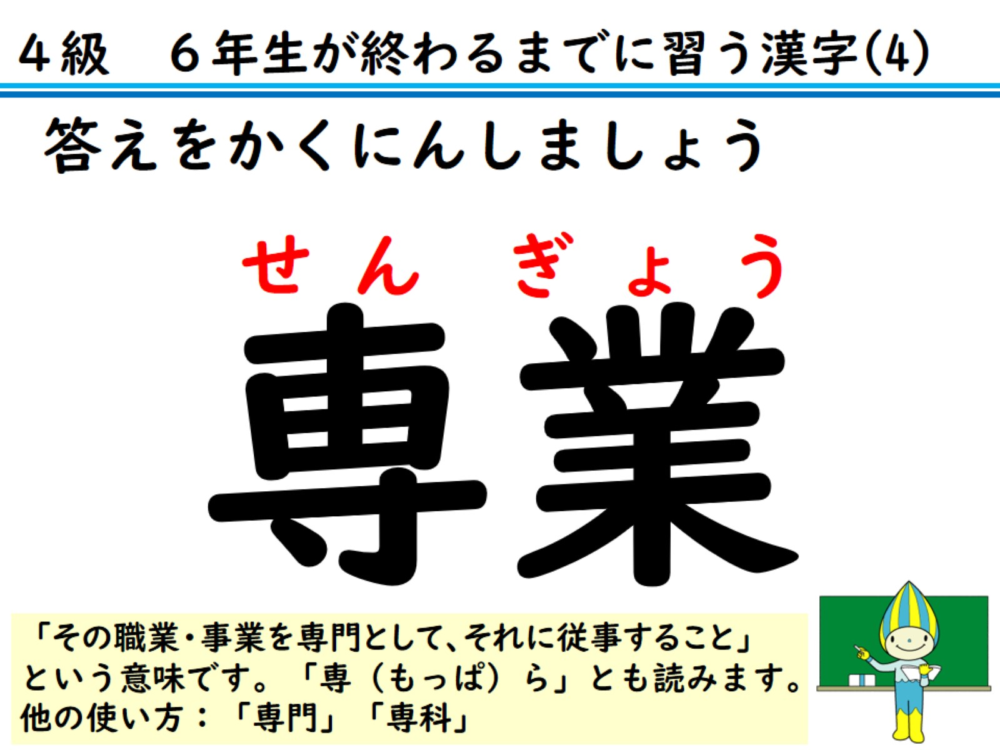 ４級　６年生が終わるまでに習う漢字(4)
答えをかくにんしましょう
せんぎょう
専業
「その職業・事業を専門として、それに従事すること」
という意味です。「専（もっぱ）ら」とも読みます。
他の使い方：「専門」「専科」